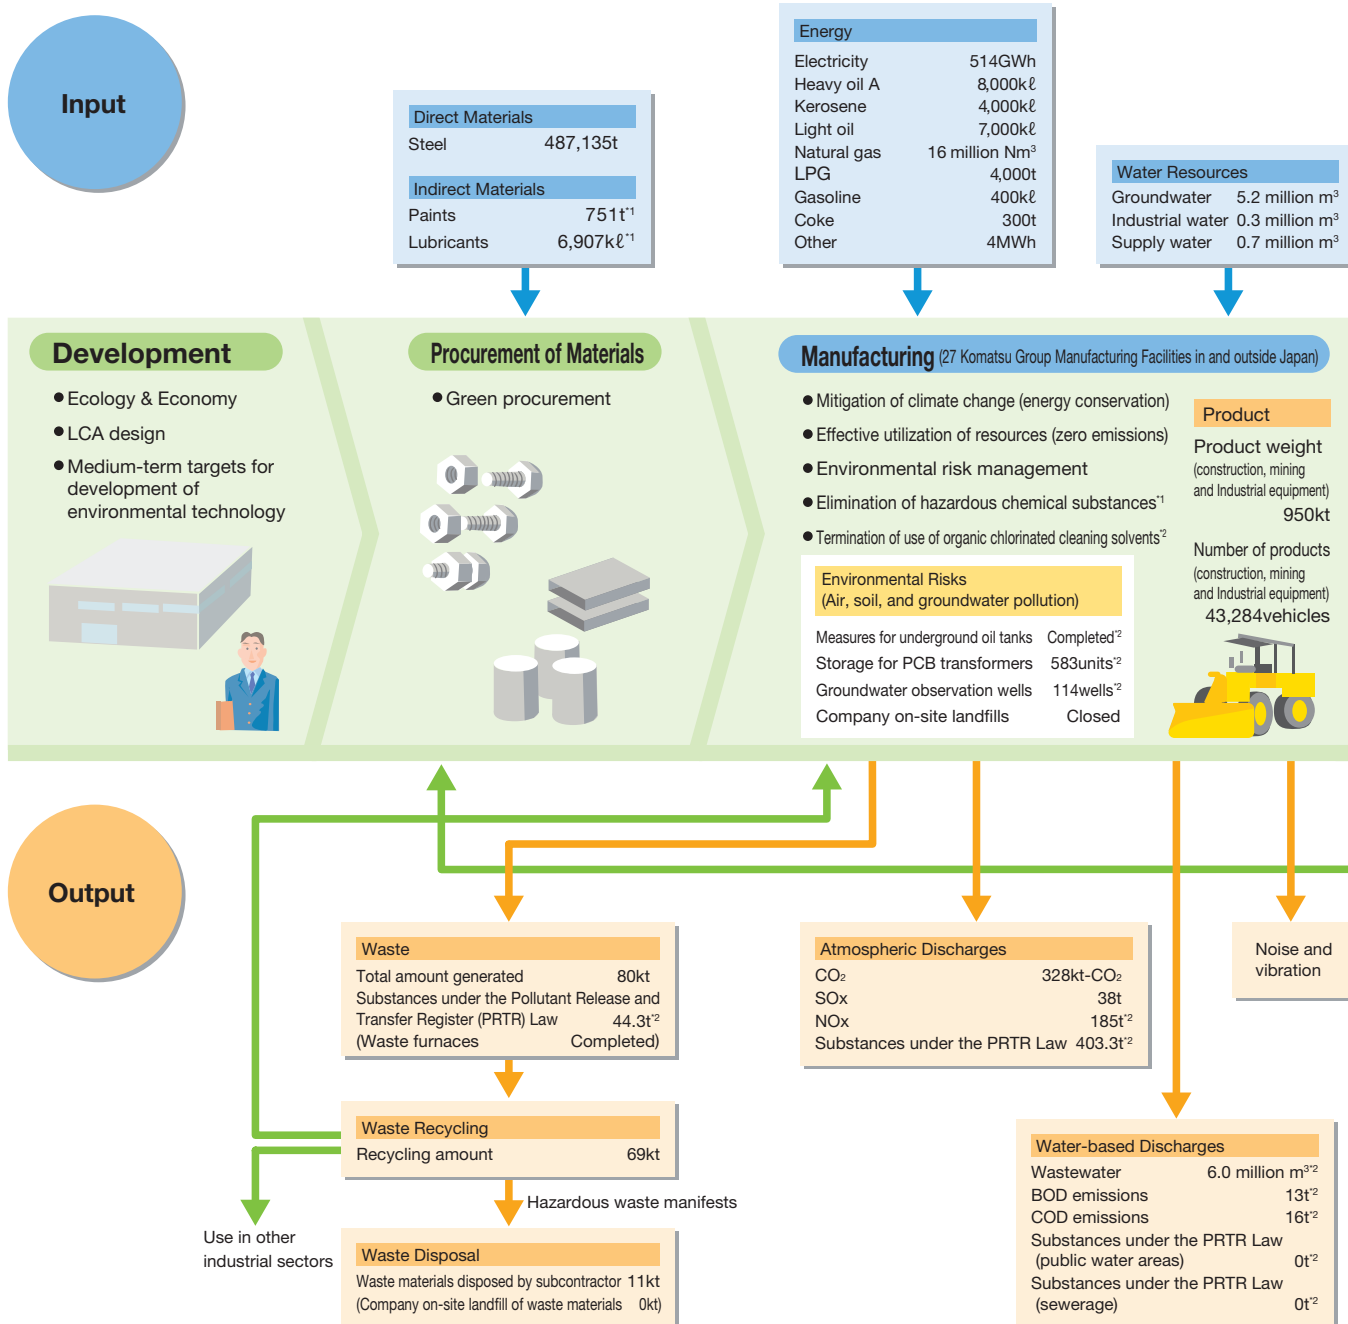 Input
Direct Materials
Steel 487,135t
Indirect Materials
Paints 751t*1
Lubricants 6,907kℓ*1
Energy
Electricity 514GWh
Heavy oil A 8,000kℓ
Kerosene 4,000kℓ
Light oil 7,000kℓ
Natural gas 16 million Nm³
LPG 4,000t
Gasoline 400kℓ
Coke 300t
Other 4MWh
Water Resources
Groundwater 5.2 million m³
Industrial water 0.3 million m³
Supply water 0.7 million m³
Development
● Ecology & Economy
● LCA design
● Medium-term targets for
development of
environmental technology
Procurement of Materials
● Green procurement
Manufacturing (27 Komatsu Group Manufacturing Facilities in and outside Japan)
● Mitigation of climate change (energy conservation)
● Effective utilization of resources (zero emissions)
● Environmental risk management
● Elimination of hazardous chemical substances*1
● Termination of use of organic chlorinated cleaning solvents*2
Environmental Risks
(Air, soil, and groundwater pollution)
Measures for underground oil tanks Completed*2
Storage for PCB transformers 583units*2
Groundwater observation wells 114wells*2
Company on-site landfills Closed
Product
Product weight
(construction, mining
and Industrial equipment)
950kt
Number of products
(construction, mining
and Industrial equipment)
43,284vehicles
Output
Waste
Total amount generated 80kt
Substances under the Pollutant Release and
Transfer Register (PRTR) Law 44.3t*2
(Waste furnaces Completed)
Waste Recycling
Recycling amount 69kt
Hazardous waste manifests
Use in other
industrial sectors
Waste Disposal
Waste materials disposed by subcontractor 11kt
(Company on-site landfill of waste materials 0kt)
Atmospheric Discharges
CO₂ 328kt-CO₂
SOx 38t
NOx 185t*2
Substances under the PRTR Law 403.3t*2
Noise and
vibration
Water-based Discharges
Wastewater 6.0 million m³*2
BOD emissions 13t*2
COD emissions 16t*2
Substances under the PRTR Law
(public water areas) 0t*2
Substances under the PRTR Law
(sewerage) 0t*2